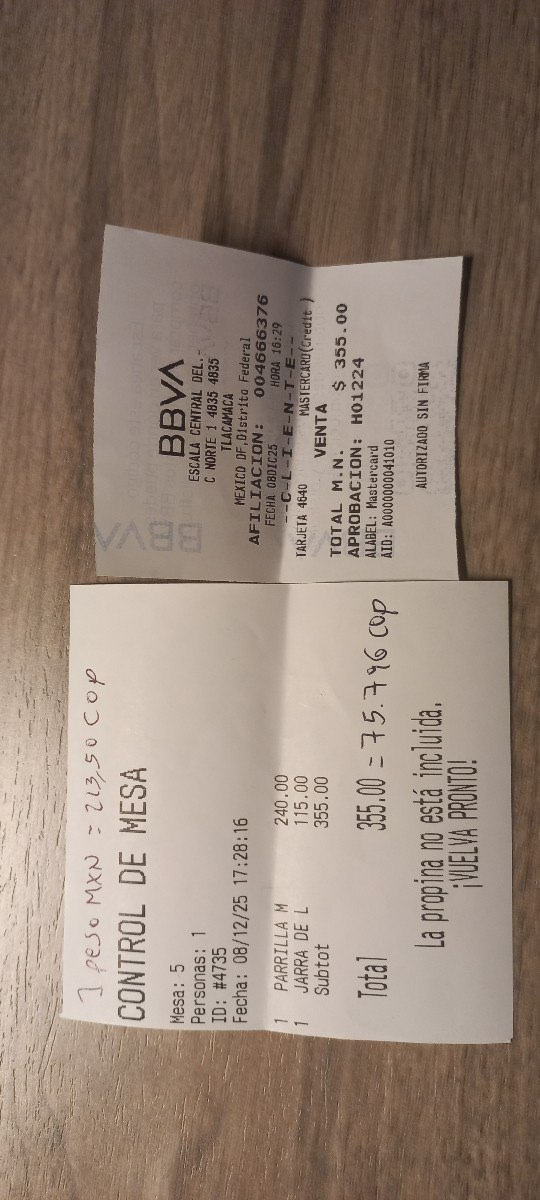 1 peso MXN = 213,50 COP
CONTROL DE MESA
Mesa: 5
Personas: 1
ID: #4735
Fecha: 08/12/25 17:28:16
1 PARRILLA M 240.00
1 JARRA DE L 115.00
Subtot 355.00
Total 355.00 = 75.796 COP
La propina no está incluida.
¡VUELVA PRONTO!
BBVA
ESCALA CENTRAL DEL.-
C NORTE 1 4835 4835
TLACAMACA
MEXICO DF,Distrito Federal
AFILIACION: 004666376
FECHA 08DIC25 HORA 16:29
--C-L-I-E-N-T-E--
TARJETA 4640 MASTERCARD(Credit )
VENTA
TOTAL M.N. $ 355.00
APROBACION: H01224
ALABEL: Mastercard
AID: A0000000041010
AUTORIZADO SIN FIRMA